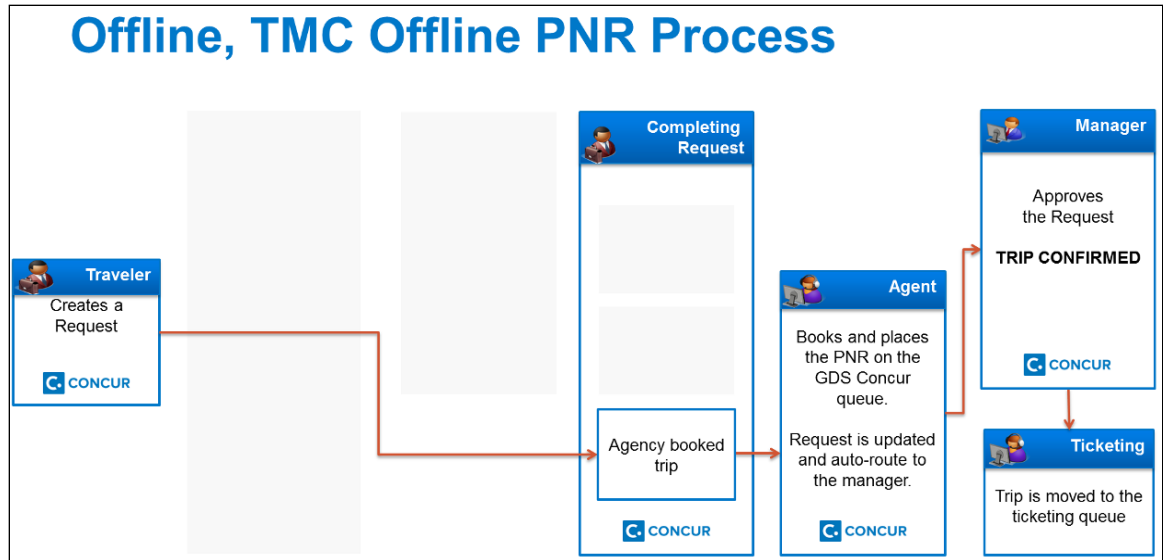 Offline, TMC Offline PNR Process
Traveler
Creates a
Request
C. CONCUR
Completing
Request
Agency booked
trip
C. CONCUR
Agent
Books and places
the PNR on the
GDS Concur
queue.
Request is updated
and auto-route to
the manager.
C. CONCUR
Manager
Approves
the Request
TRIP CONFIRMED
C. CONCUR
Ticketing
Trip is moved to the
ticketing queue